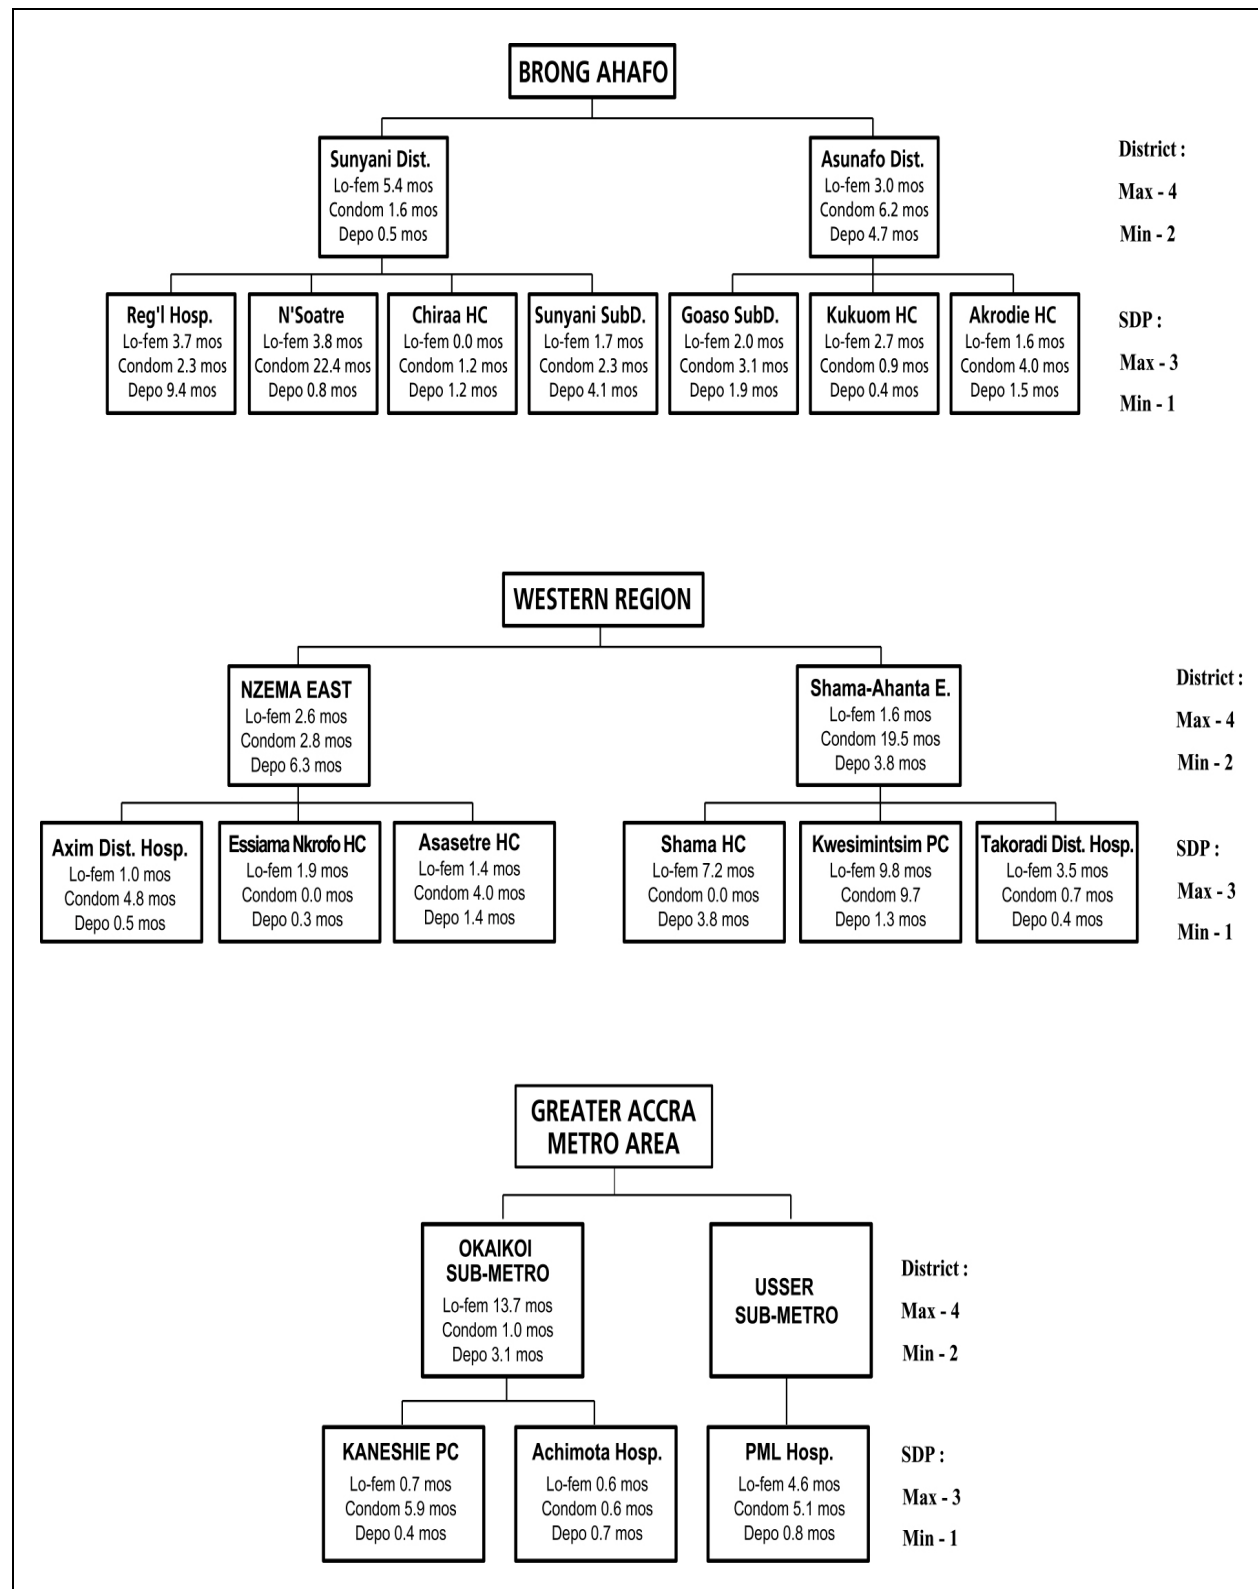 BRONG AHAFO
Sunyani Dist.
Lo-fem 5.4 mos
Condom 1.6 mos
Depo 0.5 mos
Asunafo Dist.
Lo-fem 3.0 mos
Condom 6.2 mos
Depo 4.7 mos
District :
Max - 4
Min - 2
Reg'l Hosp.
Lo-fem 3.7 mos
Condom 2.3 mos
Depo 9.4 mos
N'Soatre
Lo-fem 3.8 mos
Condom 22.4 mos
Depo 0.8 mos
Chiraa HC
Lo-fem 0.0 mos
Condom 1.2 mos
Depo 1.2 mos
Sunyani SubD.
Lo-fem 1.7 mos
Condom 2.3 mos
Depo 4.1 mos
Goaso SubD.
Lo-fem 2.0 mos
Condom 3.1 mos
Depo 1.9 mos
Kukuom HC
Lo-fem 2.7 mos
Condom 0.9 mos
Depo 0.4 mos
Akrodie HC
Lo-fem 1.6 mos
Condom 4.0 mos
Depo 1.5 mos
SDP :
Max - 3
Min - 1
WESTERN REGION
NZEMA EAST
Lo-fem 2.6 mos
Condom 2.8 mos
Depo 6.3 mos
Shama-Ahanta E.
Lo-fem 1.6 mos
Condom 19.5 mos
Depo 3.8 mos
District :
Max - 4
Min - 2
Axim Dist. Hosp.
Lo-fem 1.0 mos
Condom 4.8 mos
Depo 0.5 mos
Essiama Nkrofo HC
Lo-fem 1.9 mos
Condom 0.0 mos
Depo 0.3 mos
Asasetre HC
Lo-fem 1.4 mos
Condom 4.0 mos
Depo 1.4 mos
Shama HC
Lo-fem 7.2 mos
Condom 0.0 mos
Depo 3.8 mos
Kwesimintsim PC
Lo-fem 9.8 mos
Condom 9.7
Depo 1.3 mos
Takoradi Dist. Hosp.
Lo-fem 3.5 mos
Condom 0.7 mos
Depo 0.4 mos
SDP :
Max - 3
Min - 1
GREATER ACCRA
METRO AREA
OKAIKOI
SUB-METRO
Lo-fem 13.7 mos
Condom 1.0 mos
Depo 3.1 mos
USSER
SUB-METRO
District :
Max - 4
Min - 2
KANESHIE PC
Lo-fem 0.7 mos
Condom 5.9 mos
Depo 0.4 mos
Achimota Hosp.
Lo-fem 0.6 mos
Condom 0.6 mos
Depo 0.7 mos
PML Hosp.
Lo-fem 4.6 mos
Condom 5.1 mos
Depo 0.8 mos
SDP :
Max - 3
Min - 1